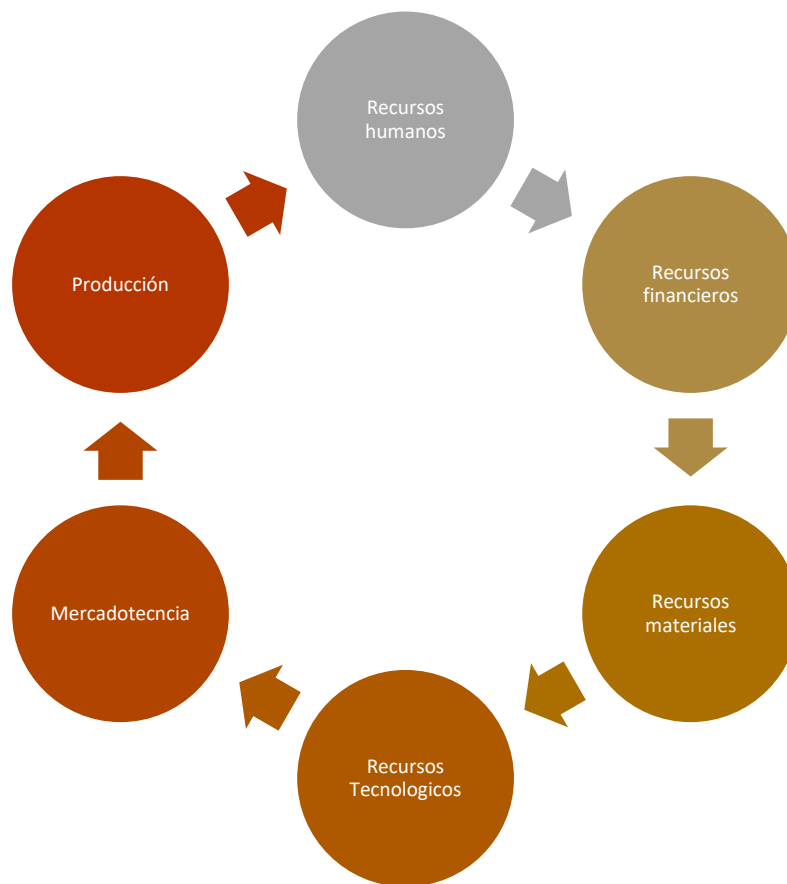 Recursos
humanos
Recursos
financieros
Recursos
materiales
Recursos
Tecnologicos
Mercadotecncia
Producción